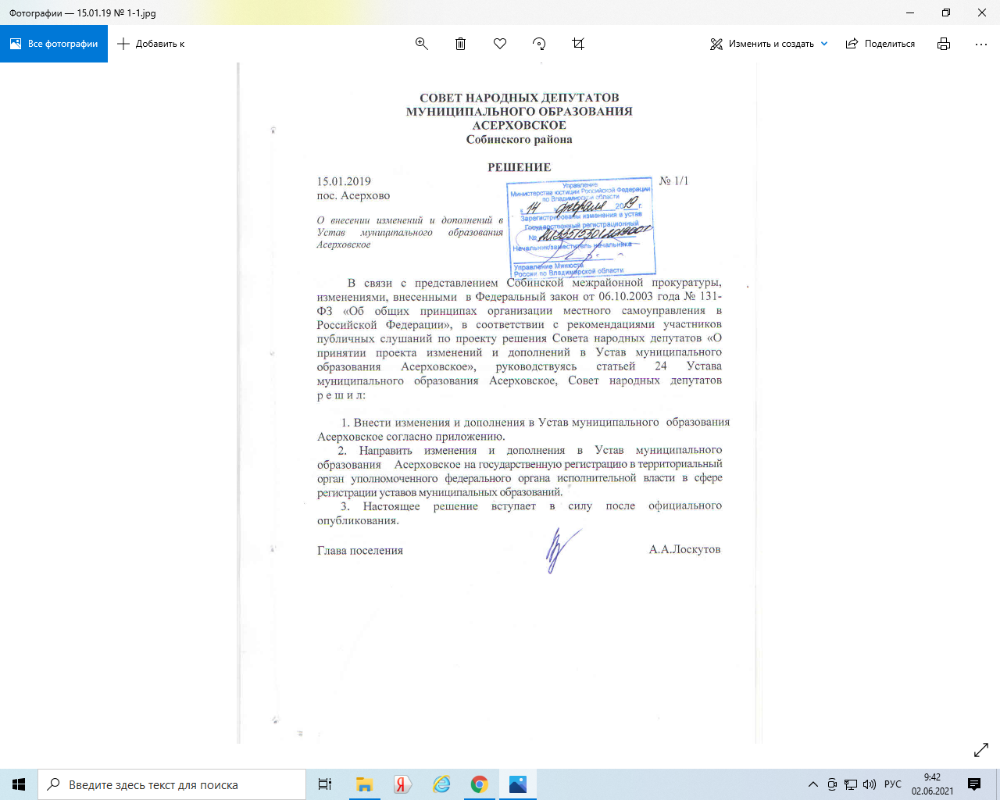 Фотографии — 15.01.19 № 1-1.jpg
Все фотографии
Добавить к
Изменить и создать
Поделиться
СОВЕТ НАРОДНЫХ ДЕПУТАТОВ
МУНИЦИПАЛЬНОГО ОБРАЗОВАНИЯ
АСЕРХОВСКОЕ
Собинского района
РЕШЕНИЕ
15.01.2019
№ 1/1
пос. Асерхово
Управление
Министерства юстиции Российской Федерации
по Владимирской области
« 14 » февраля 2019 г.
Зарегистрированы изменения в устав
Государственный регистрационный
№
Начальник/заместитель начальника
Управление Минюста
России по Владимирской области
О внесении изменений и дополнений в
Устав муниципального образования
Асерховское
В связи с представлением Собинской межрайонной прокуратуры,
изменениями, внесенными в Федеральный закон от 06.10.2003 года № 131-
ФЗ «Об общих принципах организации местного самоуправления в
Российской Федерации», в соответствии с рекомендациями участников
публичных слушаний по проекту решения Совета народных депутатов «О
принятии проекта изменений и дополнений в Устав муниципального
образования Асерховское», руководствуясь статьей 24 Устава
муниципального образования Асерховское, Совет народных депутатов
р е ш и л:
1. Внести изменения и дополнения в Устав муниципального образования
Асерховское согласно приложению.
2. Направить изменения и дополнения в Устав муниципального
образования Асерховское на государственную регистрацию в территориальный
орган уполномоченного федерального органа исполнительной власти в сфере
регистрации уставов муниципальных образований.
3. Настоящее решение вступает в силу после официального
опубликования.
Глава поселения
А.А.Лоскутов
Введите здесь текст для поиска
РУС
9:42
02.06.2021